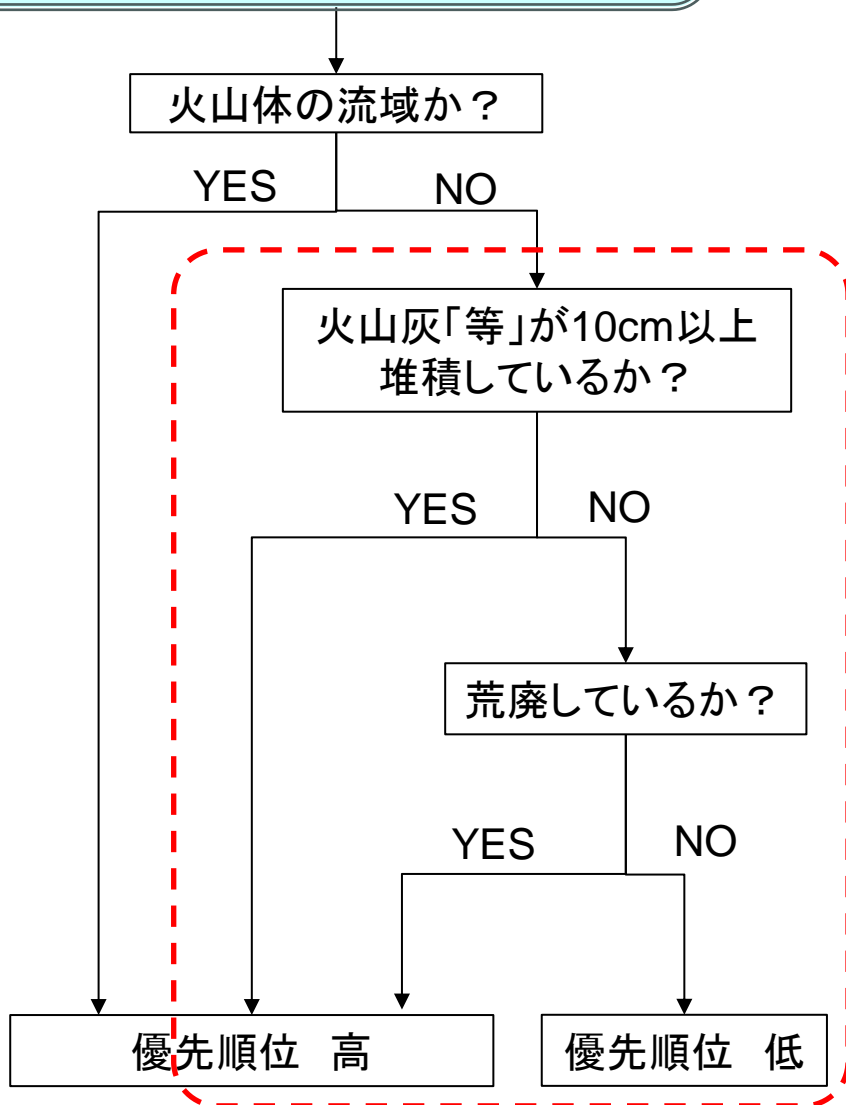 火山体の流域か？
YES
NO
火山灰「等」が10cm以上
堆積しているか？
YES
NO
荒廃しているか？
YES
NO
優先順位　高
優先順位　低